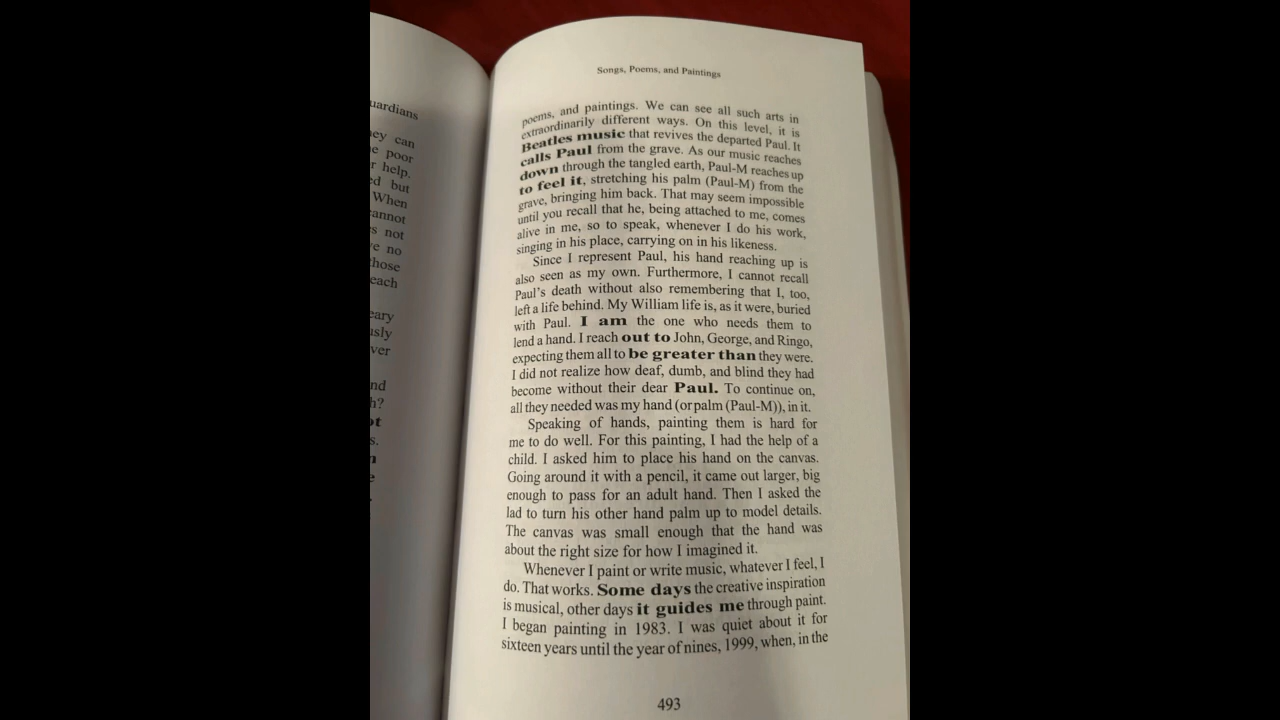 uardians
ey can
e poor
r help.
ed but
When
annot
s not
e no
hose
each
ary
usly
ver
nd
h?
ot
s.
n
e
.
Songs, Poems, and Paintings
poems, and paintings. We can see all such arts in
extraordinarily different ways. On this level, it is
Beatles music that revives the departed Paul. It
calls Paul from the grave. As our music reaches
down through the tangled earth, Paul-M reaches up
to feel it, stretching his palm (Paul-M) from the
grave, bringing him back. That may seem impossible
until you recall that he, being attached to me, comes
alive in me, so to speak, whenever I do his work,
singing in his place, carrying on in his likeness.
Since I represent Paul, his hand reaching up is
also seen as my own. Furthermore, I cannot recall
Paul's death without also remembering that I, too,
left a life behind. My William life is, as it were, buried
with Paul. I am the one who needs them to
lend a hand. I reach out to John, George, and Ringo,
expecting them all to be greater than they were.
I did not realize how deaf, dumb, and blind they had
become without their dear Paul. To continue on,
all they needed was my hand (or palm (Paul-M)), in it.
Speaking of hands, painting them is hard for
me to do well. For this painting, I had the help of a
child. I asked him to place his hand on the canvas.
Going around it with a pencil, it came out larger, big
enough to pass for an adult hand. Then I asked the
lad to turn his other hand palm up to model details.
The canvas was small enough that the hand was
about the right size for how I imagined it.
Whenever I paint or write music, whatever I feel, I
do. That works. Some days the creative inspiration
is musical, other days it guides me through paint.
I began painting in 1983. I was quiet about it for
sixteen years until the year of nines, 1999, when, in the
493